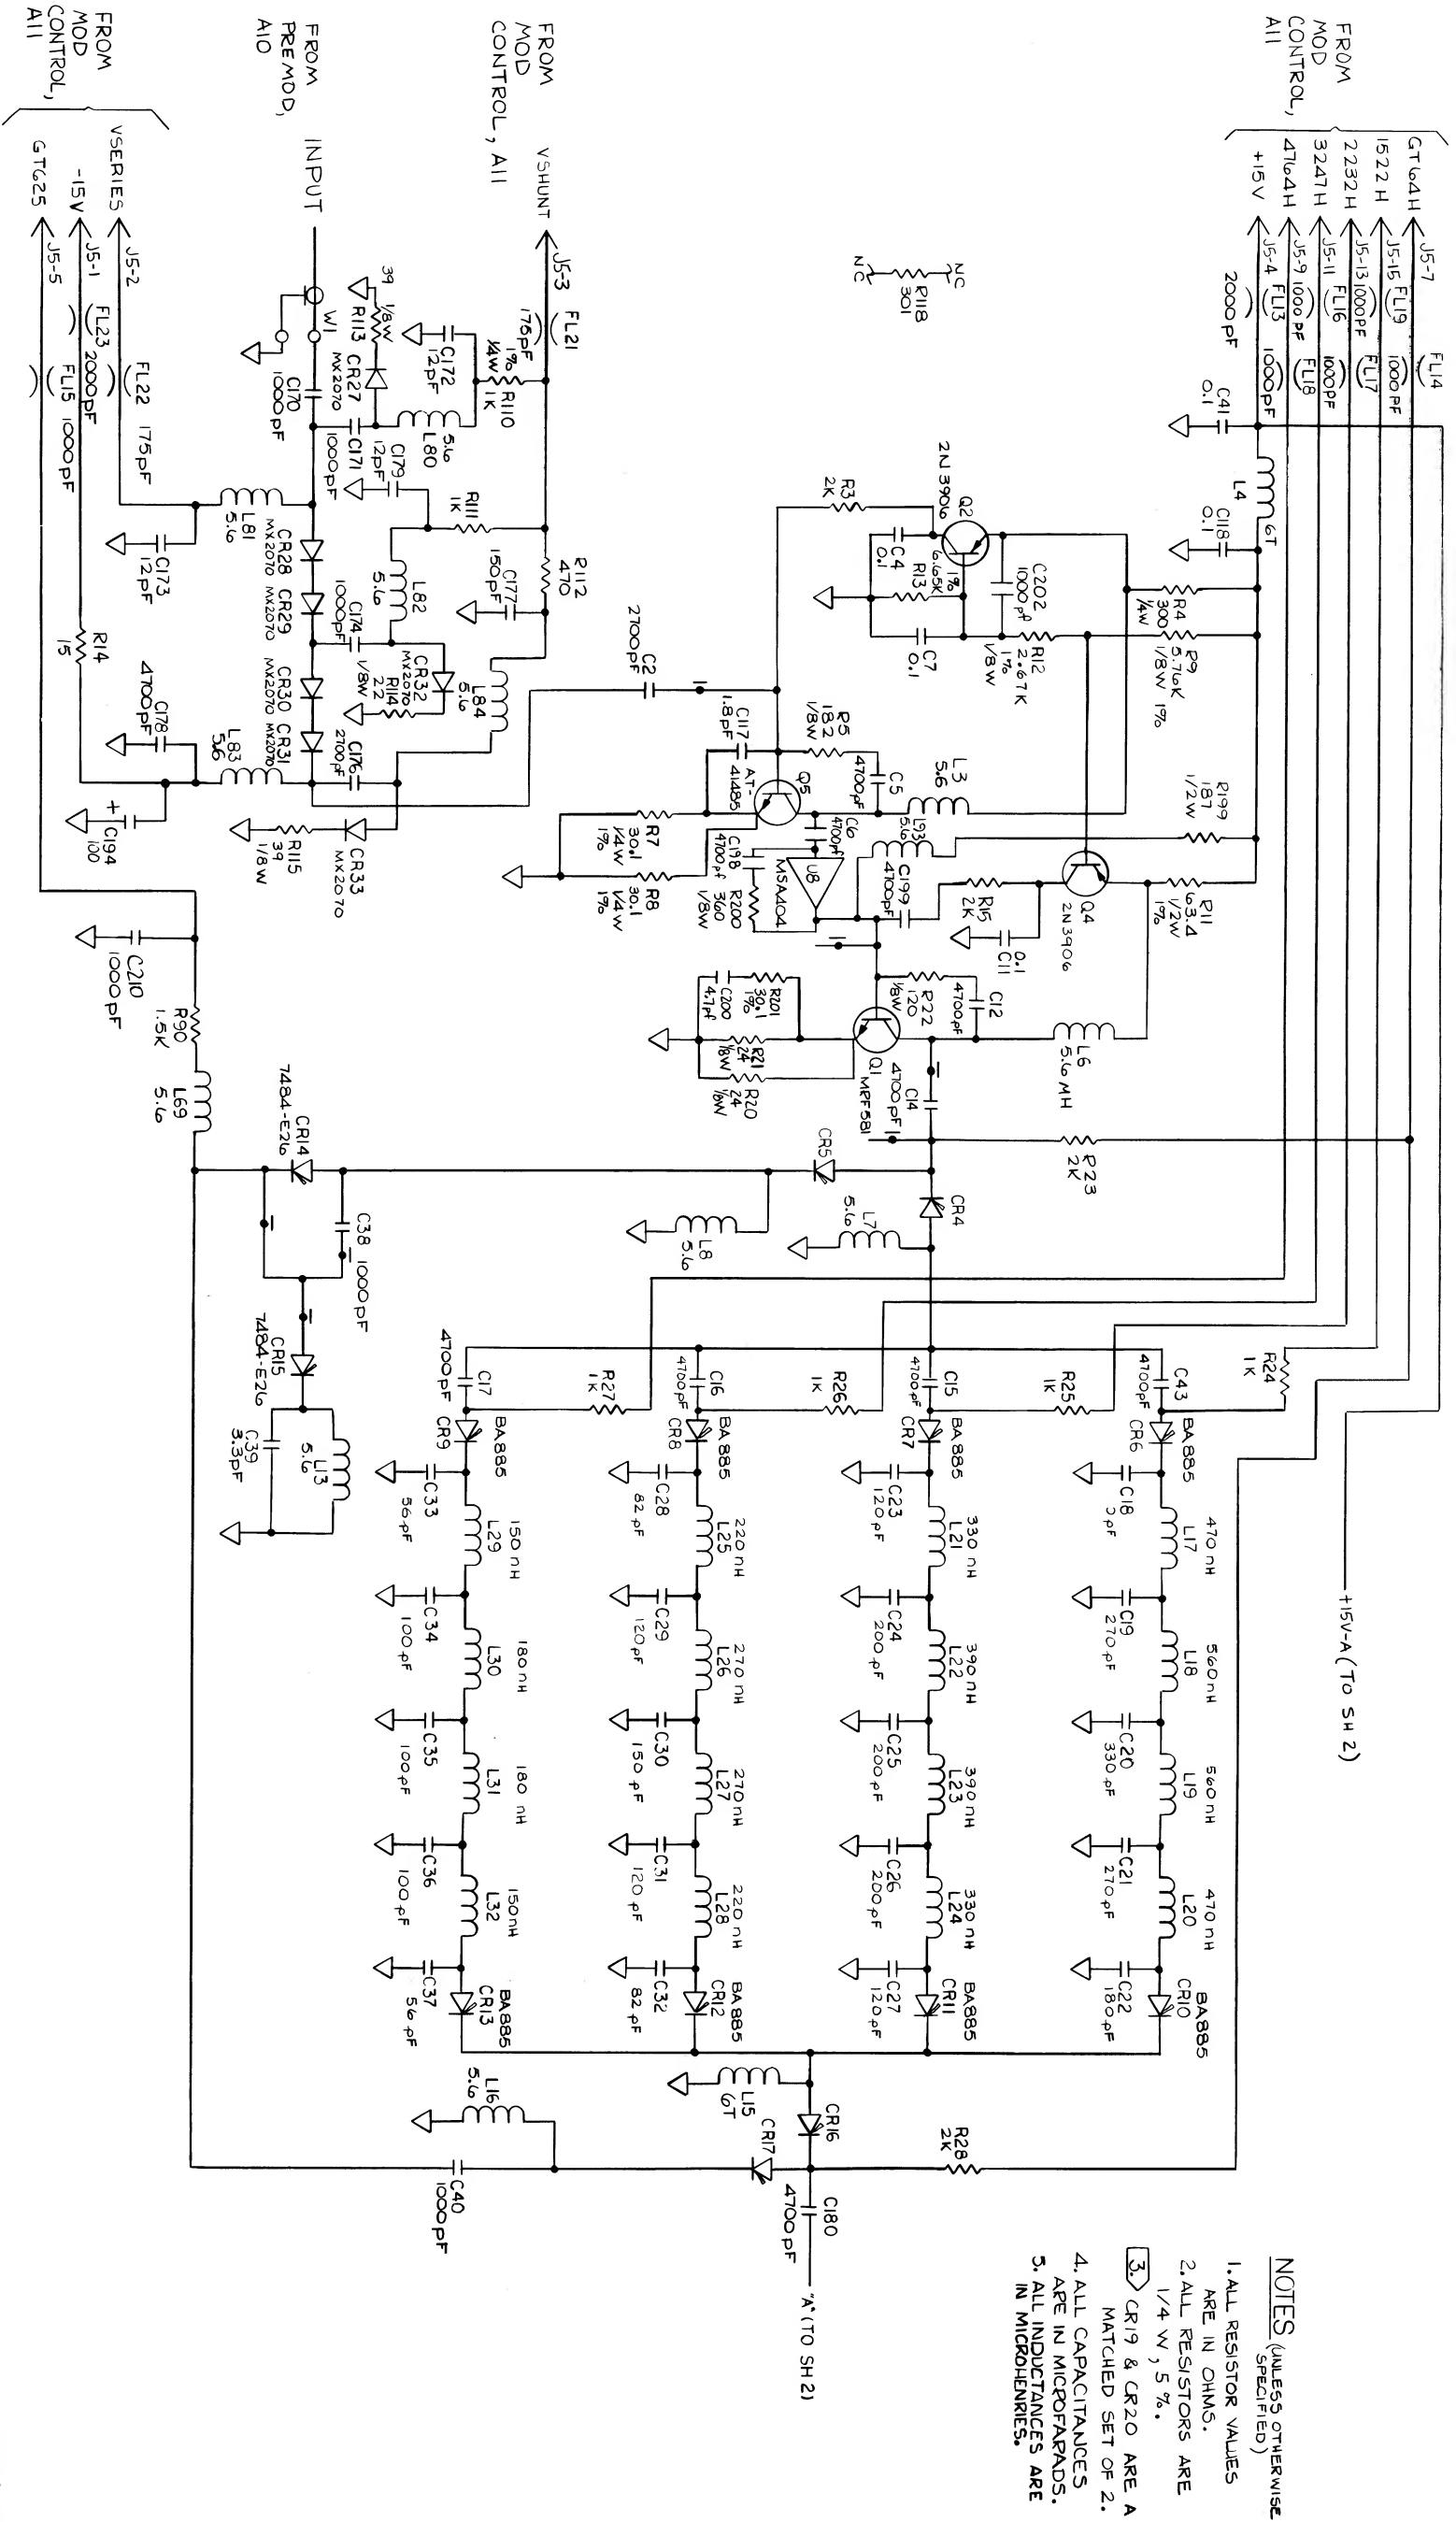 FROM
MOD
CONTROL,
A11
GT64H
J5-7
FL14
1522H
J5-15
FL19
1000PF
2232H
J5-13
1000PF
FL17
3247H
J5-11
FL16
1000PF
4764H
J5-9
1000PF
FL18
+15V
J5-4
FL13
1000pF
2000pF
C41
0.1
L4
6T
C118
0.1
+15V-A (TO SH 2)
R118
301
NC
NC
Q2
2N3906
R3
2K
C4
0.1
R13
6.65K
1%
C202
1000pf
C7
0.1
R12
2.67K
1%
1/8W
R4
300
1/4W
R9
5.76K
1/8W 1%
R199
187
1/2W
R11
63.4
1/2W
1%
Q4
2N3906
R15
2K
C11
0.1
L3
5.6
L93
5.6
C5
4700pF
R5
182
1/8W
C117
1.8pF
Q5
AT-
41485
C6
4700pf
U8
MSA404
C198
4700pf
R200
360
1/8W
C199
4700pF
R7
30.1
1/4W
1%
R8
30.1
1/4W
1%
C2
2700pF
R22
120
1/8W
C12
4700pF
L6
5.6MH
Q1
MRF581
R201
30.1
1%
C200
4.7pf
R21
24
1/8W
R20
24
1/8W
C14
4700pF
R23
2K
CR5
CR4
L7
5.6
L8
5.6
FROM
MOD
CONTROL, A11
VSHUNT
J5-3
FL21
175pF
R110
1K
1%
1/4W
C172
12pF
R113
39
1/8W
CR27
MX2070
L80
5.6
C171
1000pF
C179
12pF
R111
1K
R112
470
C177
150pF
L82
5.6
C174
1000pF
CR32
MX2070
R114
22
1/8W
L84
5.6
C176
2700pF
CR33
MX2070
R115
39
1/8W
FROM
PREMOD,
A10
INPUT
W1
C170
1000pF
CR28
MX2070
CR29
MX2070
CR30
MX2070
CR31
MX2070
L81
5.6
C173
12pF
L83
5.6
C178
4700pF
C194
100
+
FROM
MOD
CONTROL,
A11
VSERIES
J5-2
FL22
175pF
-15V
J5-1
FL23
2000pF
R14
15
GT625
J5-5
FL15
1000pF
C210
1000pF
R90
1.5K
L69
5.6
CR14
7484-E26
C38
1000pF
CR15
7484-E26
L13
5.6
C39
3.3pF
R24
1K
C43
4700pF
CR6
BA885
C18
L17
470nH
C19
270pF
L18
560nH
C20
330pF
L19
560nH
C21
270pF
L20
470nH
C22
180pF
CR10
BA885
R25
1K
C15
4700pF
CR7
BA885
C23
120pF
L21
330nH
C24
200pF
L22
390nH
C25
200pF
L23
390nH
C26
200pF
L24
330nH
C27
120pF
CR11
BA885
R26
1K
C16
4700pF
CR8
BA885
C28
82pF
L25
220nH
C29
120pF
L26
270nH
C30
150pF
L27
270nH
C31
120pF
L28
220nH
C32
82pF
CR12
BA885
R27
1K
C17
4700pF
CR9
BA885
C33
56pF
L29
150nH
C34
100pF
L30
180nH
C35
100pF
L31
180nH
C36
100pF
L32
150nH
C37
56pF
CR13
BA885
L15
6T
CR16
CR17
L16
5.6
C40
1000pF
R28
2K
C180
4700pF
"A" (TO SH 2)
NOTES (UNLESS OTHERWISE
SPECIFIED)
1. ALL RESISTOR VALUES
ARE IN OHMS.
2. ALL RESISTORS ARE
1/4 W, 5%.
3. CR19 & CR20 ARE A
MATCHED SET OF 2.
4. ALL CAPACITANCES
ARE IN MICROFARADS.
5. ALL INDUCTANCES ARE
IN MICROHENRIES.